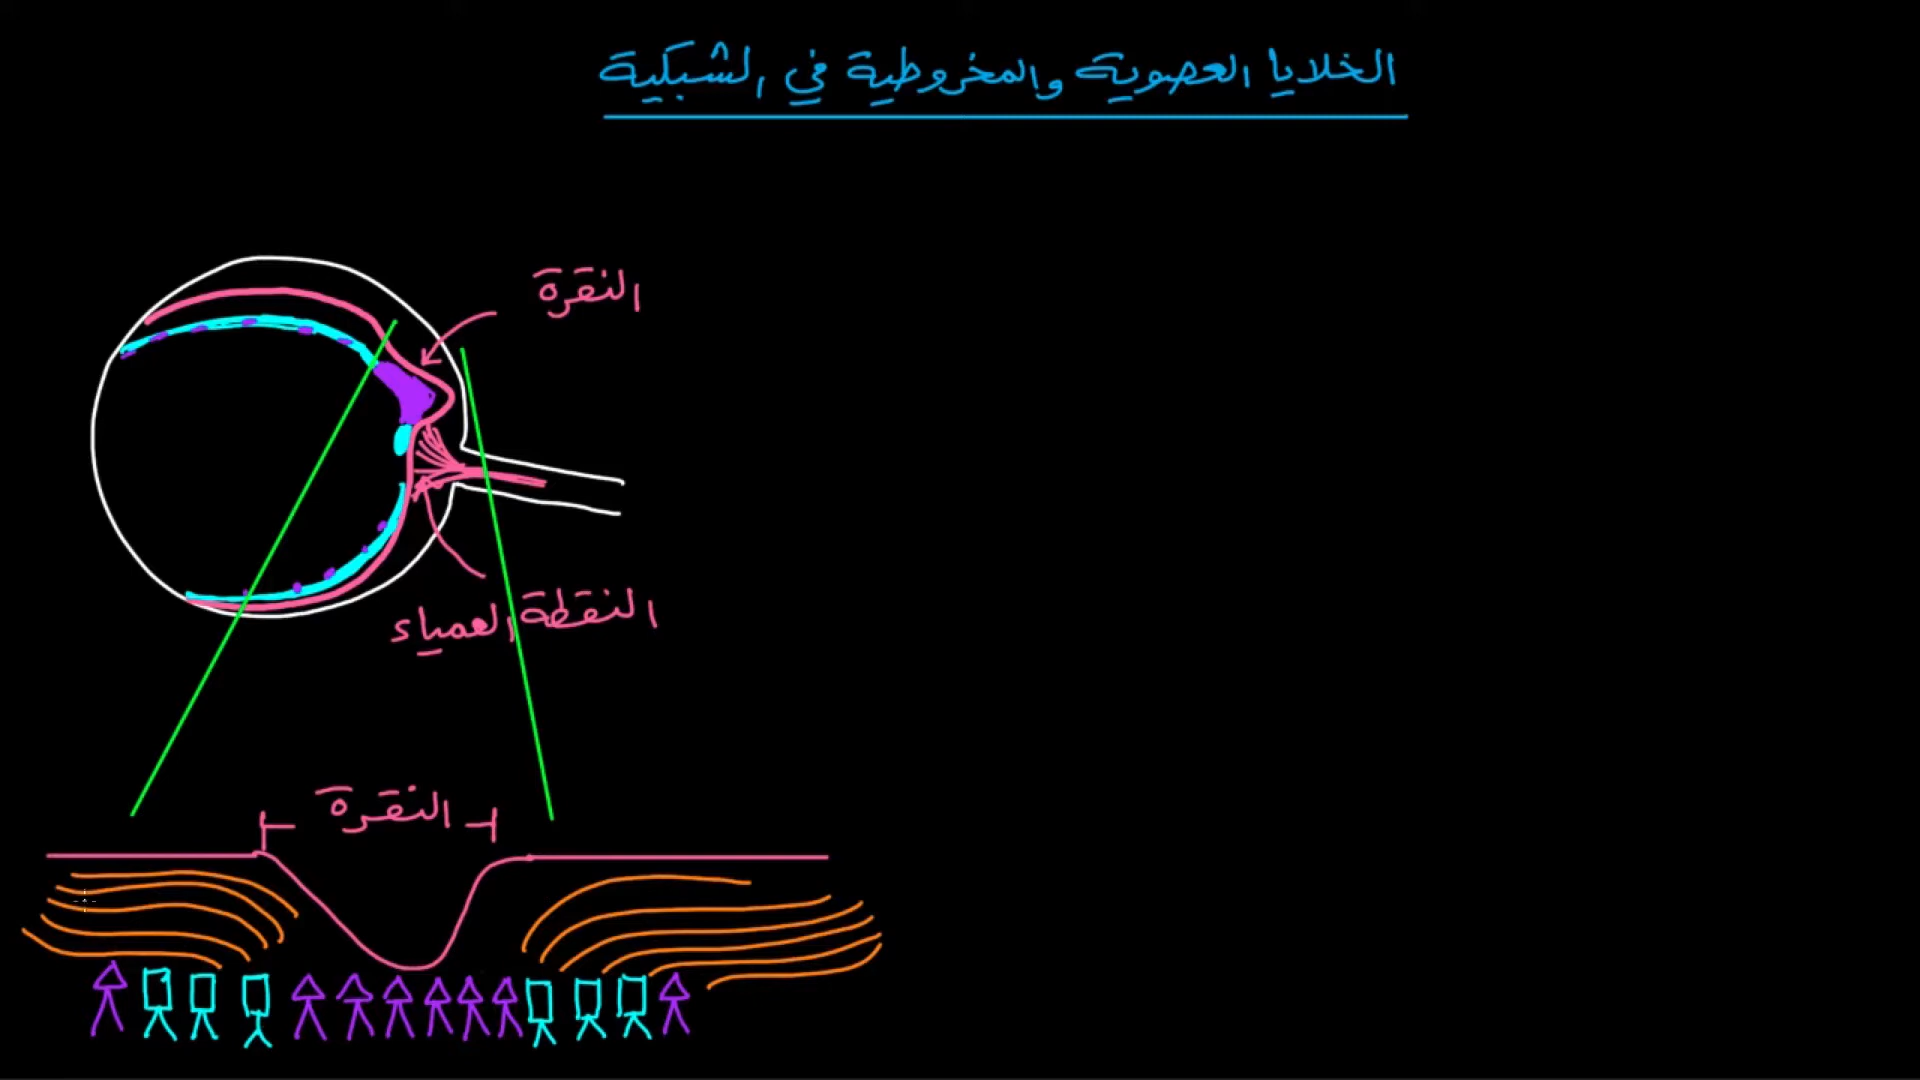 الخلايا العصوية والمخروطية في الشبكية
النقرة
النقطة العمياء
النقرة